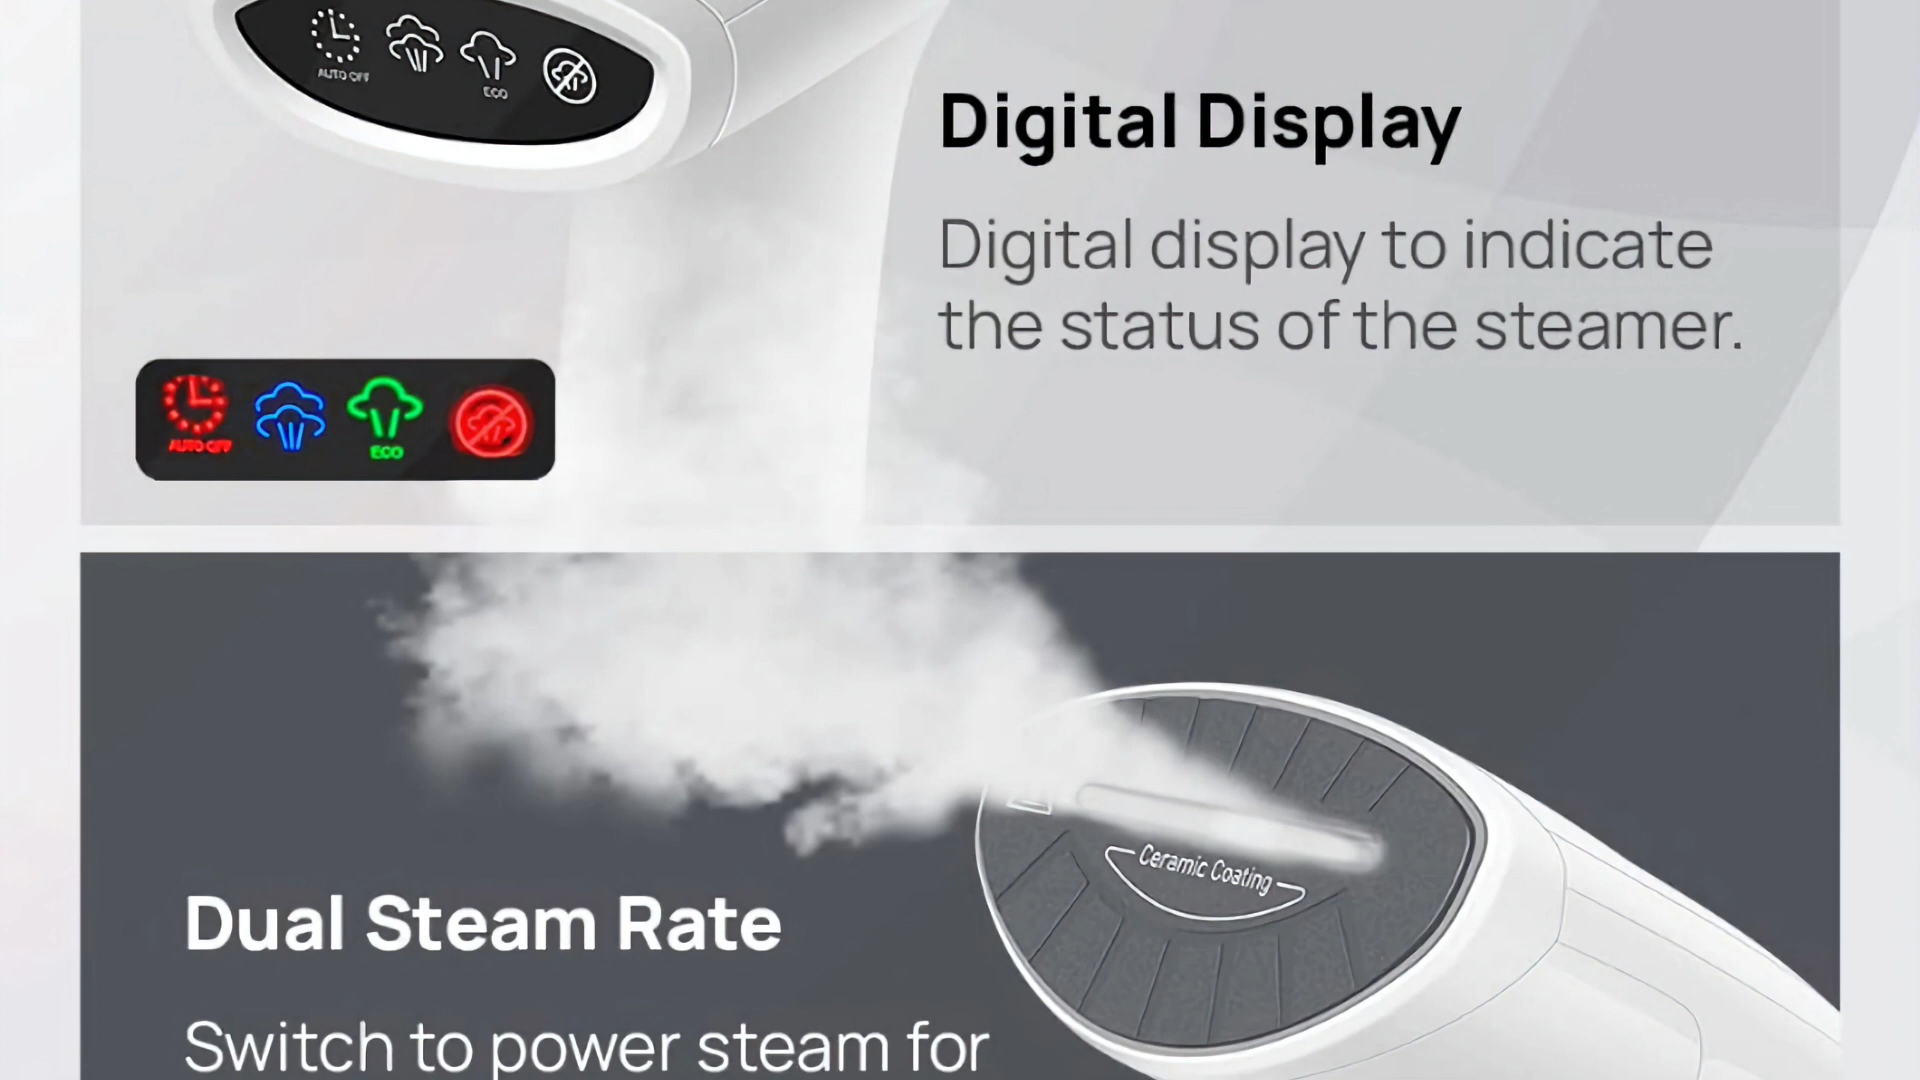 AUTO OFF
ECO
Digital Display
Digital display to indicate
the status of the steamer.
AUTO OFF
ECO
Ceramic Coating
Dual Steam Rate
Switch to power steam for